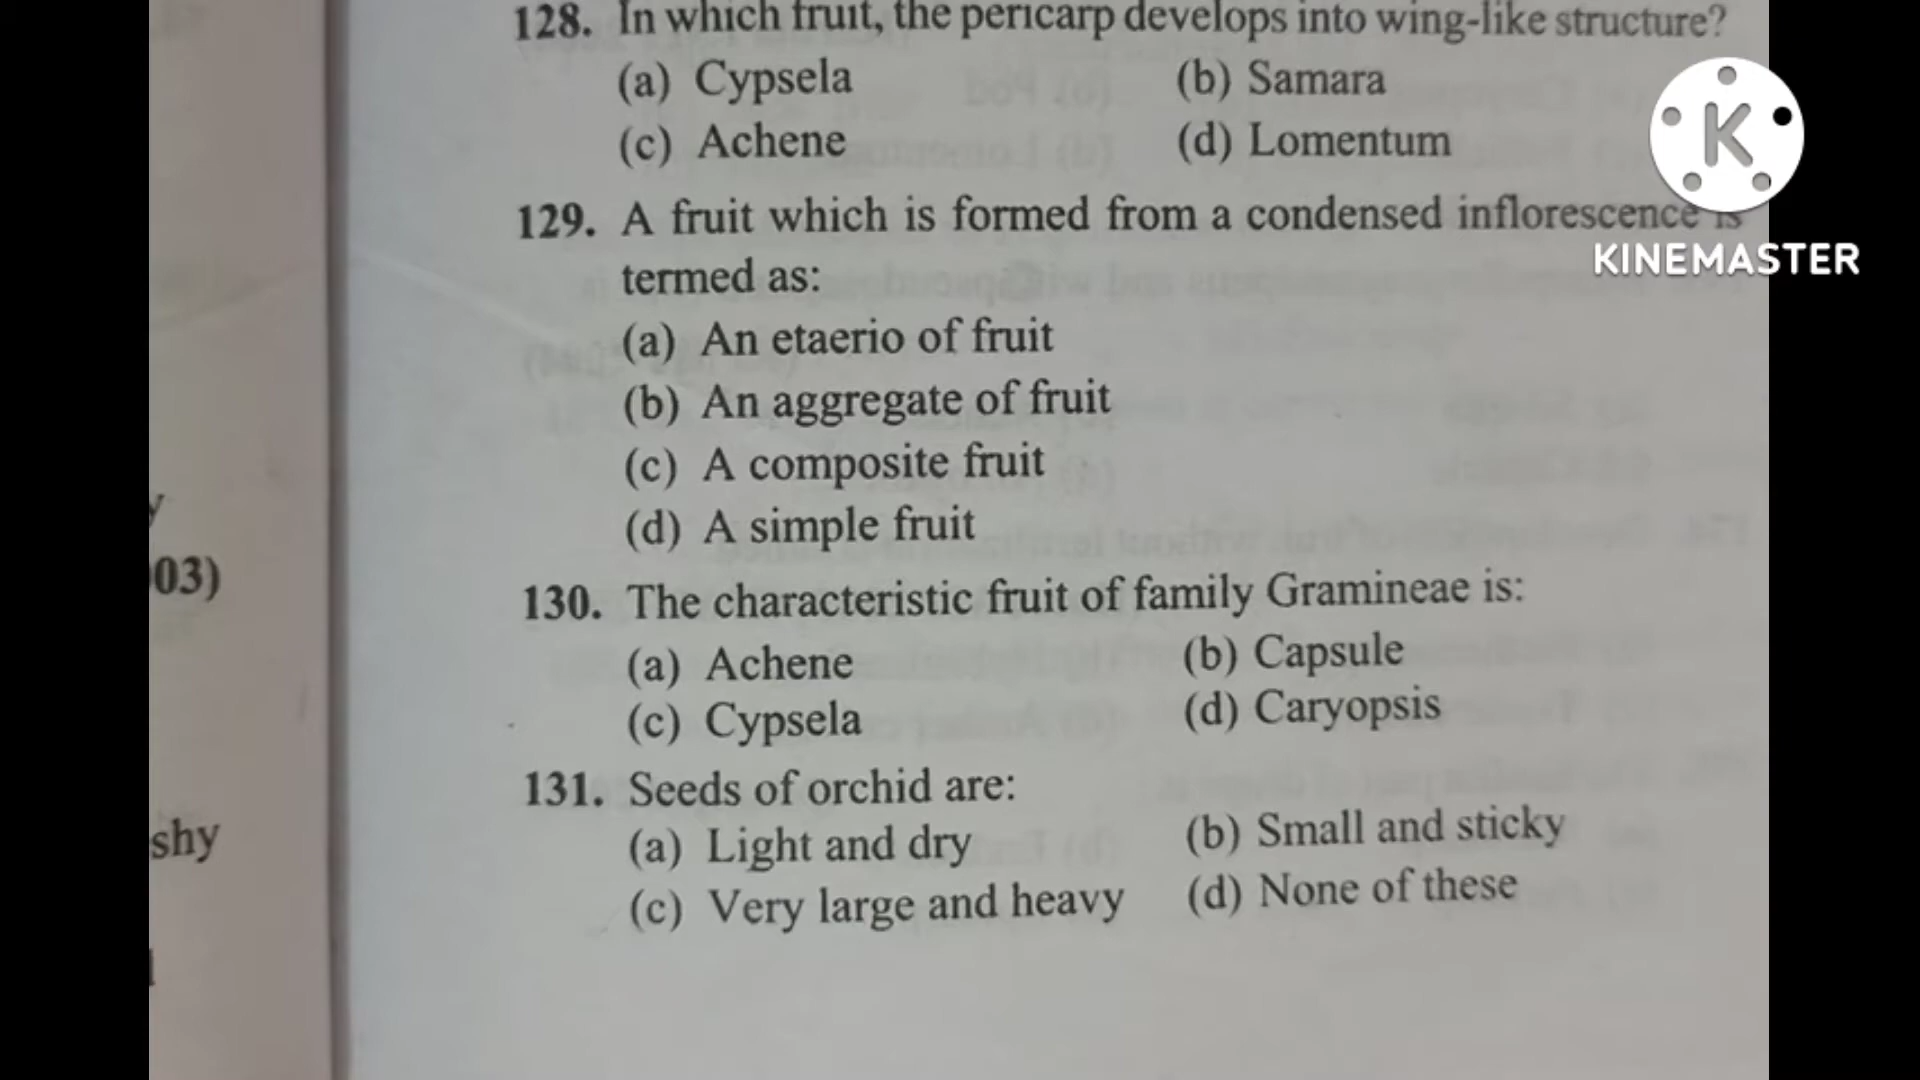 128. In which fruit, the pericarp develops into wing-like structure?
(a) Cypsela (b) Samara
(c) Achene (d) Lomentum
129. A fruit which is formed from a condensed inflorescence is
termed as:
(a) An etaerio of fruit
(b) An aggregate of fruit
(c) A composite fruit
(d) A simple fruit
130. The characteristic fruit of family Gramineae is:
(a) Achene (b) Capsule
(c) Cypsela (d) Caryopsis
131. Seeds of orchid are:
(a) Light and dry (b) Small and sticky
(c) Very large and heavy (d) None of these
03)
shy
K
KINEMASTER